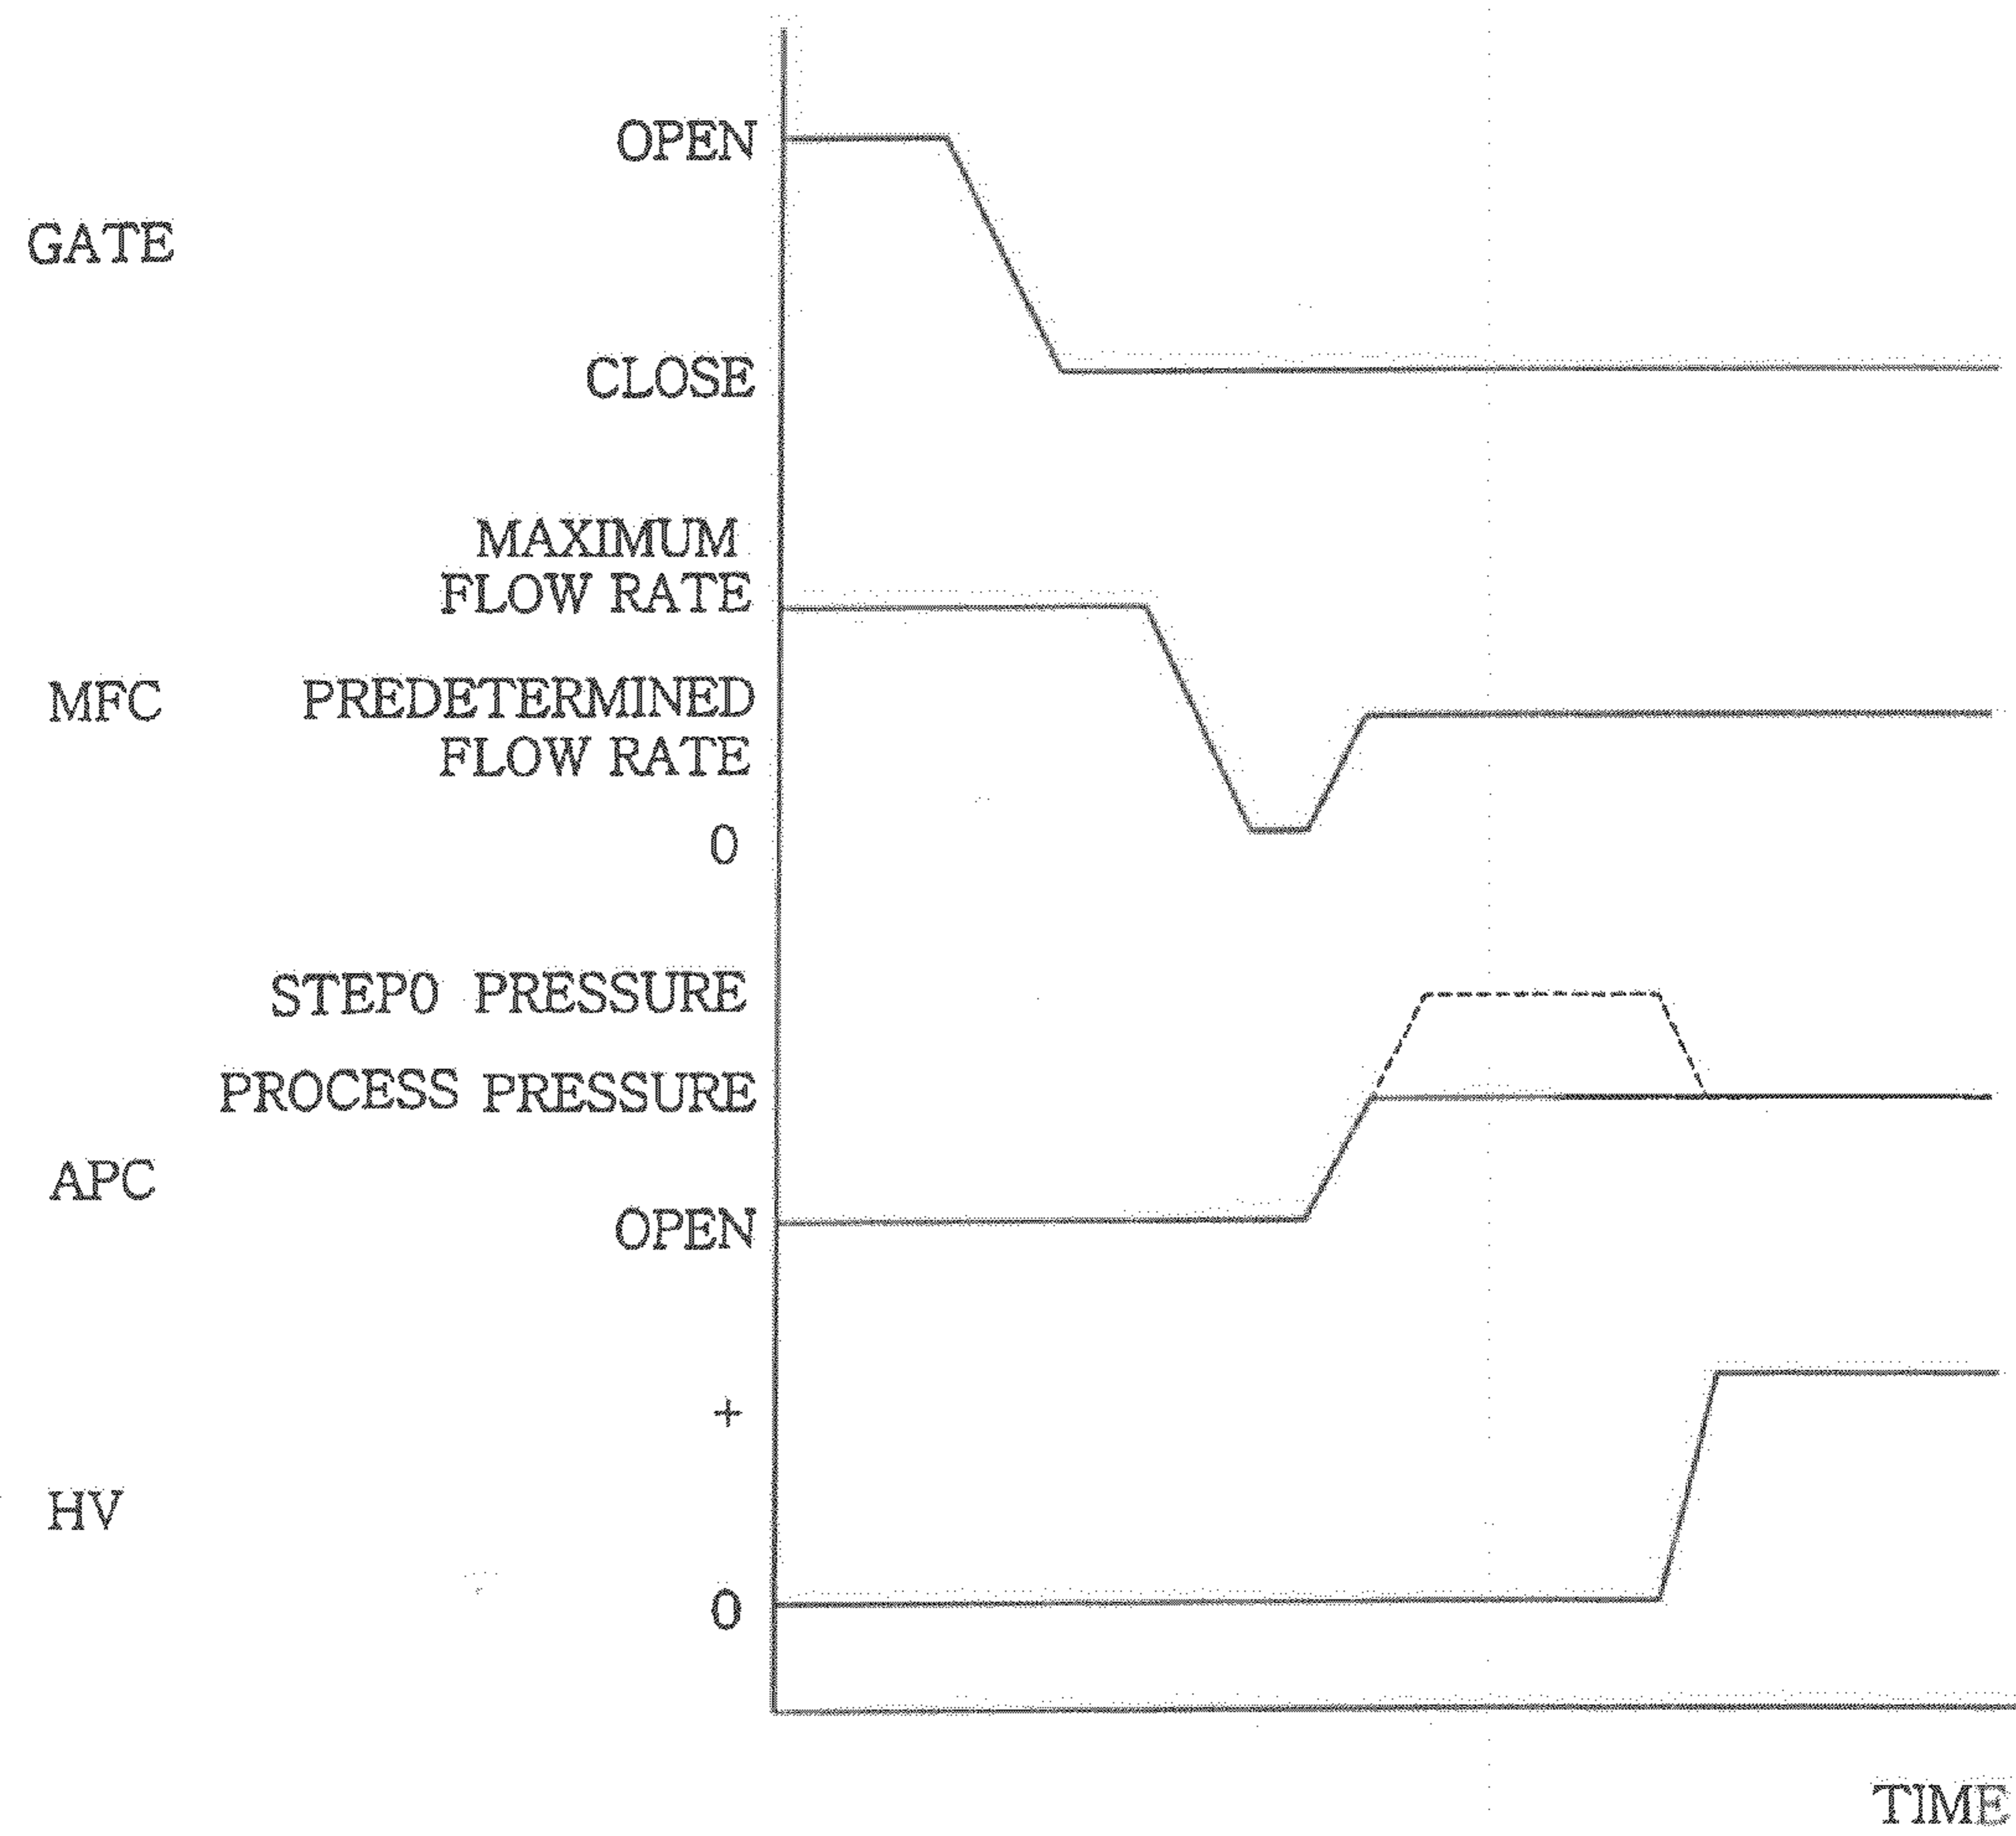 OPEN
GATE
CLOSE
MAXIMUM
FLOW RATE
MFC PREDETERMINED
FLOW RATE
0
STEP0 PRESSURE
PROCESS PRESSURE
APC
OPEN
+
HV
0
TIME